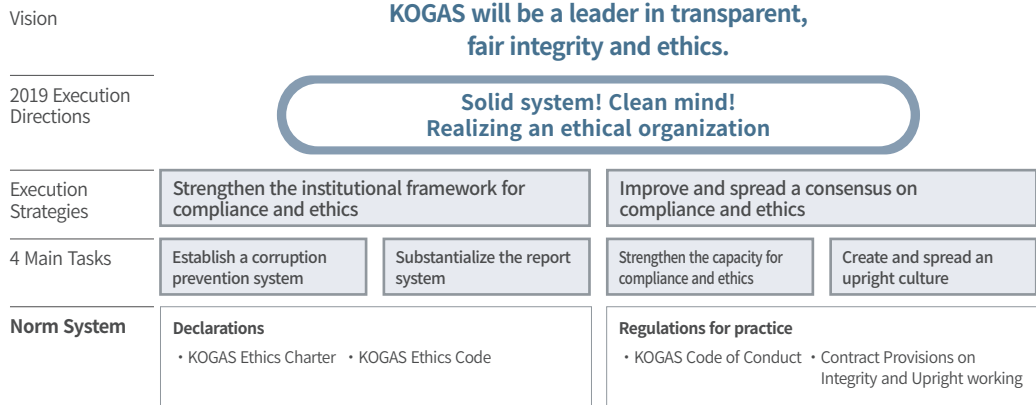 Vision
KOGAS will be a leader in transparent,
fair integrity and ethics.
2019 Execution
Directions
Solid system! Clean mind!
Realizing an ethical organization
Execution
Strategies
Strengthen the institutional framework for
compliance and ethics
Improve and spread a consensus on
compliance and ethics
4 Main Tasks
Establish a corruption
prevention system
Substantialize the report
system
Strengthen the capacity for
compliance and ethics
Create and spread an
upright culture
Norm System
Declarations
・KOGAS Ethics Charter ・KOGAS Ethics Code
Regulations for practice
・KOGAS Code of Conduct ・Contract Provisions on
Integrity and Upright working